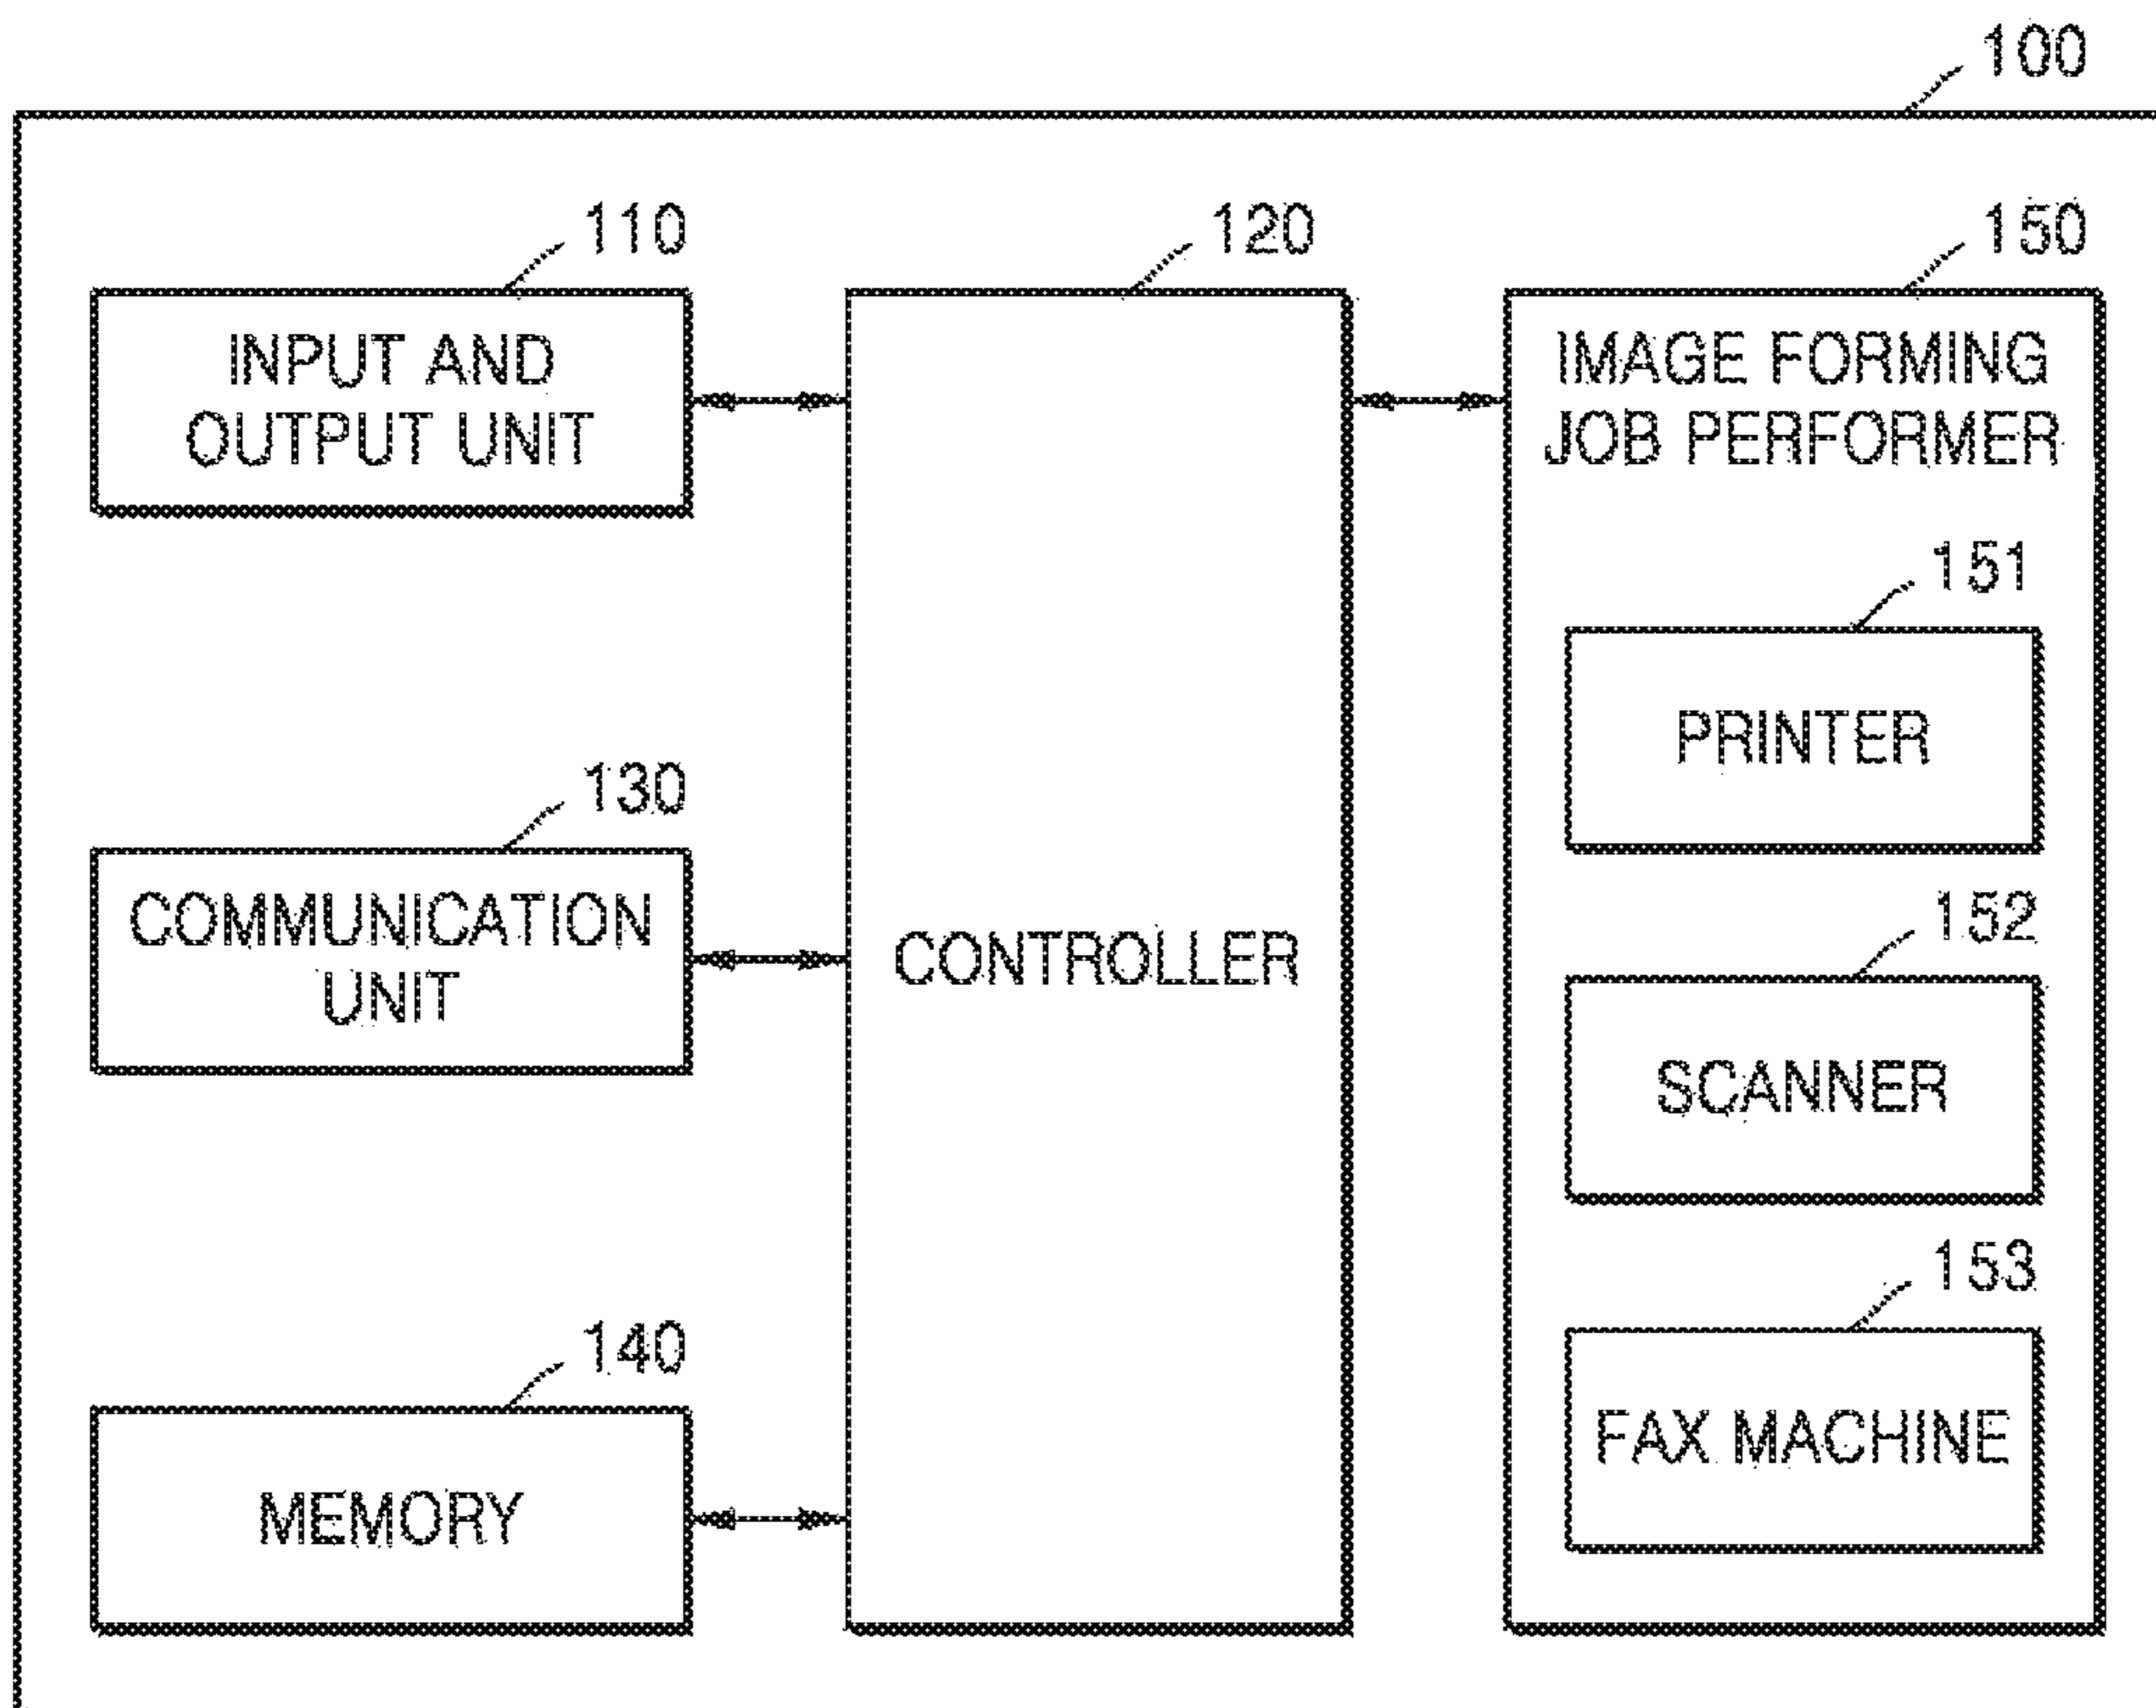 100
110
INPUT AND
OUTPUT UNIT
120
CONTROLLER
130
COMMUNICATION
UNIT
140
MEMORY
150
IMAGE FORMING
JOB PERFORMER
151
PRINTER
152
SCANNER
153
FAX MACHINE